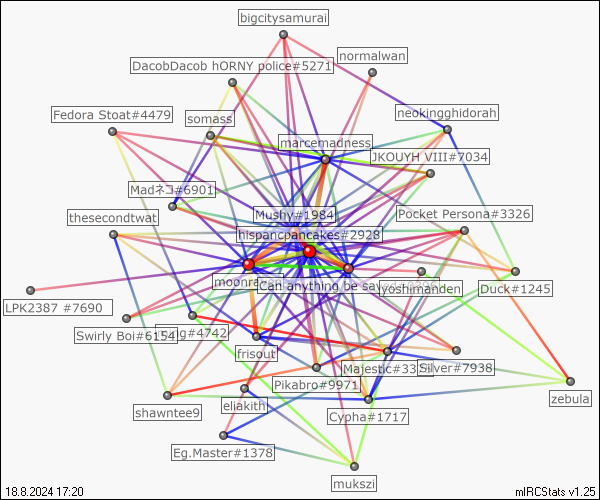 bigcitysamurai
normalwan
DacobDacob hORNY police#5271
neokingghidorah
Fedora Stoat#4479
somass
marcemadness
JKOUYH VIII#7034
Madネコ#6901
Mushy#1984
Pocket Persona#3326
thesecondtwat
hispancpancakes#2928
Can anything be
yoshimanden
Duck#1245
LPK2387 #7690
Swirly Boi#6154
#4742
frisout
Majestic#33
Silver#7938
Pikabro#9971
zebula
shawntee9
eliakith
Cypha#1717
Eg.Master#1378
mukszi
18.8.2024 17:20
mIRCStats v1.25